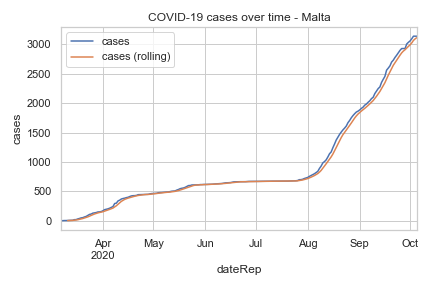 COVID-19 cases over time - Malta
cases
cases (rolling)
3000
2500
2000
1500
1000
500
0
cases
Apr May Jun Jul Aug Sep Oct
2020
dateRep